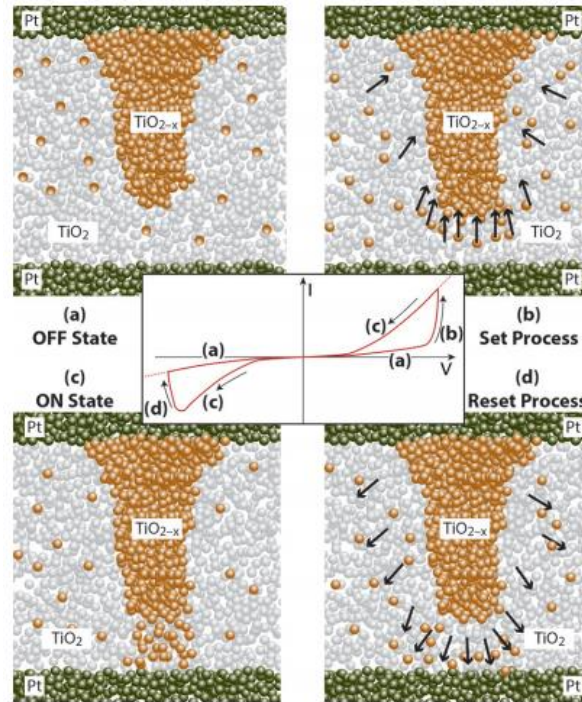 Pt
TiO₂₋ₓ
TiO₂
Pt
Pt
TiO₂₋ₓ
TiO₂
Pt
(a)
OFF State
(b)
Set Process
I
(c)
(b)
(a)
(a)
V
(d)
(c)
(c)
ON State
(d)
Reset Process
Pt
TiO₂₋ₓ
TiO₂
Pt
Pt
TiO₂₋ₓ
TiO₂
Pt